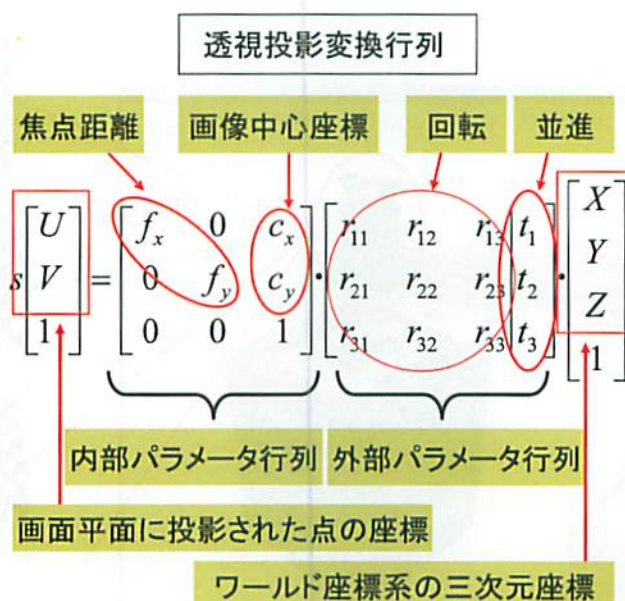 透視投影変換行列
焦点距離 画像中心座標 回転 並進
s [U V 1] = [f_x 0 c_x; 0 f_y c_y; 0 0 1] · [r_11 r_12 r_13 t_1; r_21 r_22 r_23 t_2; r_31 r_32 r_33 t_3] · [X Y Z 1]
内部パラメータ行列 外部パラメータ行列
画面平面に投影された点の座標
ワールド座標系の三次元座標